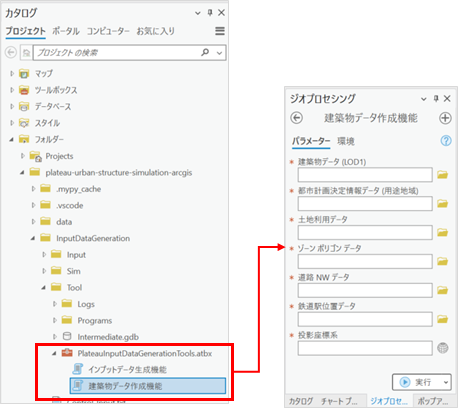 カタログ
プロジェクト ポータル コンピューター お気に入り
プロジェクトの検索
マップ
ツールボックス
データベース
スタイル
フォルダー
Projects
plateau-urban-structure-simulation-arcgis
.mypy_cache
.vscode
data
InputDataGeneration
Input
Sim
Tool
Logs
Programs
Intermediate.gdb
PlateauInputDataGenerationTools.atbx
インプットデータ生成機能
建築物データ作成機能
ジオプロセシング
建築物データ作成機能
パラメーター 環境
* 建築物データ (LOD1)
* 都市計画決定情報データ (用途地域)
* 土地利用データ
* ゾーン ポリゴン データ
* 道路 NW データ
* 鉄道駅位置データ
* 投影座標系
実行
カタログ チャート プ... ジオプロセ... ポップア...